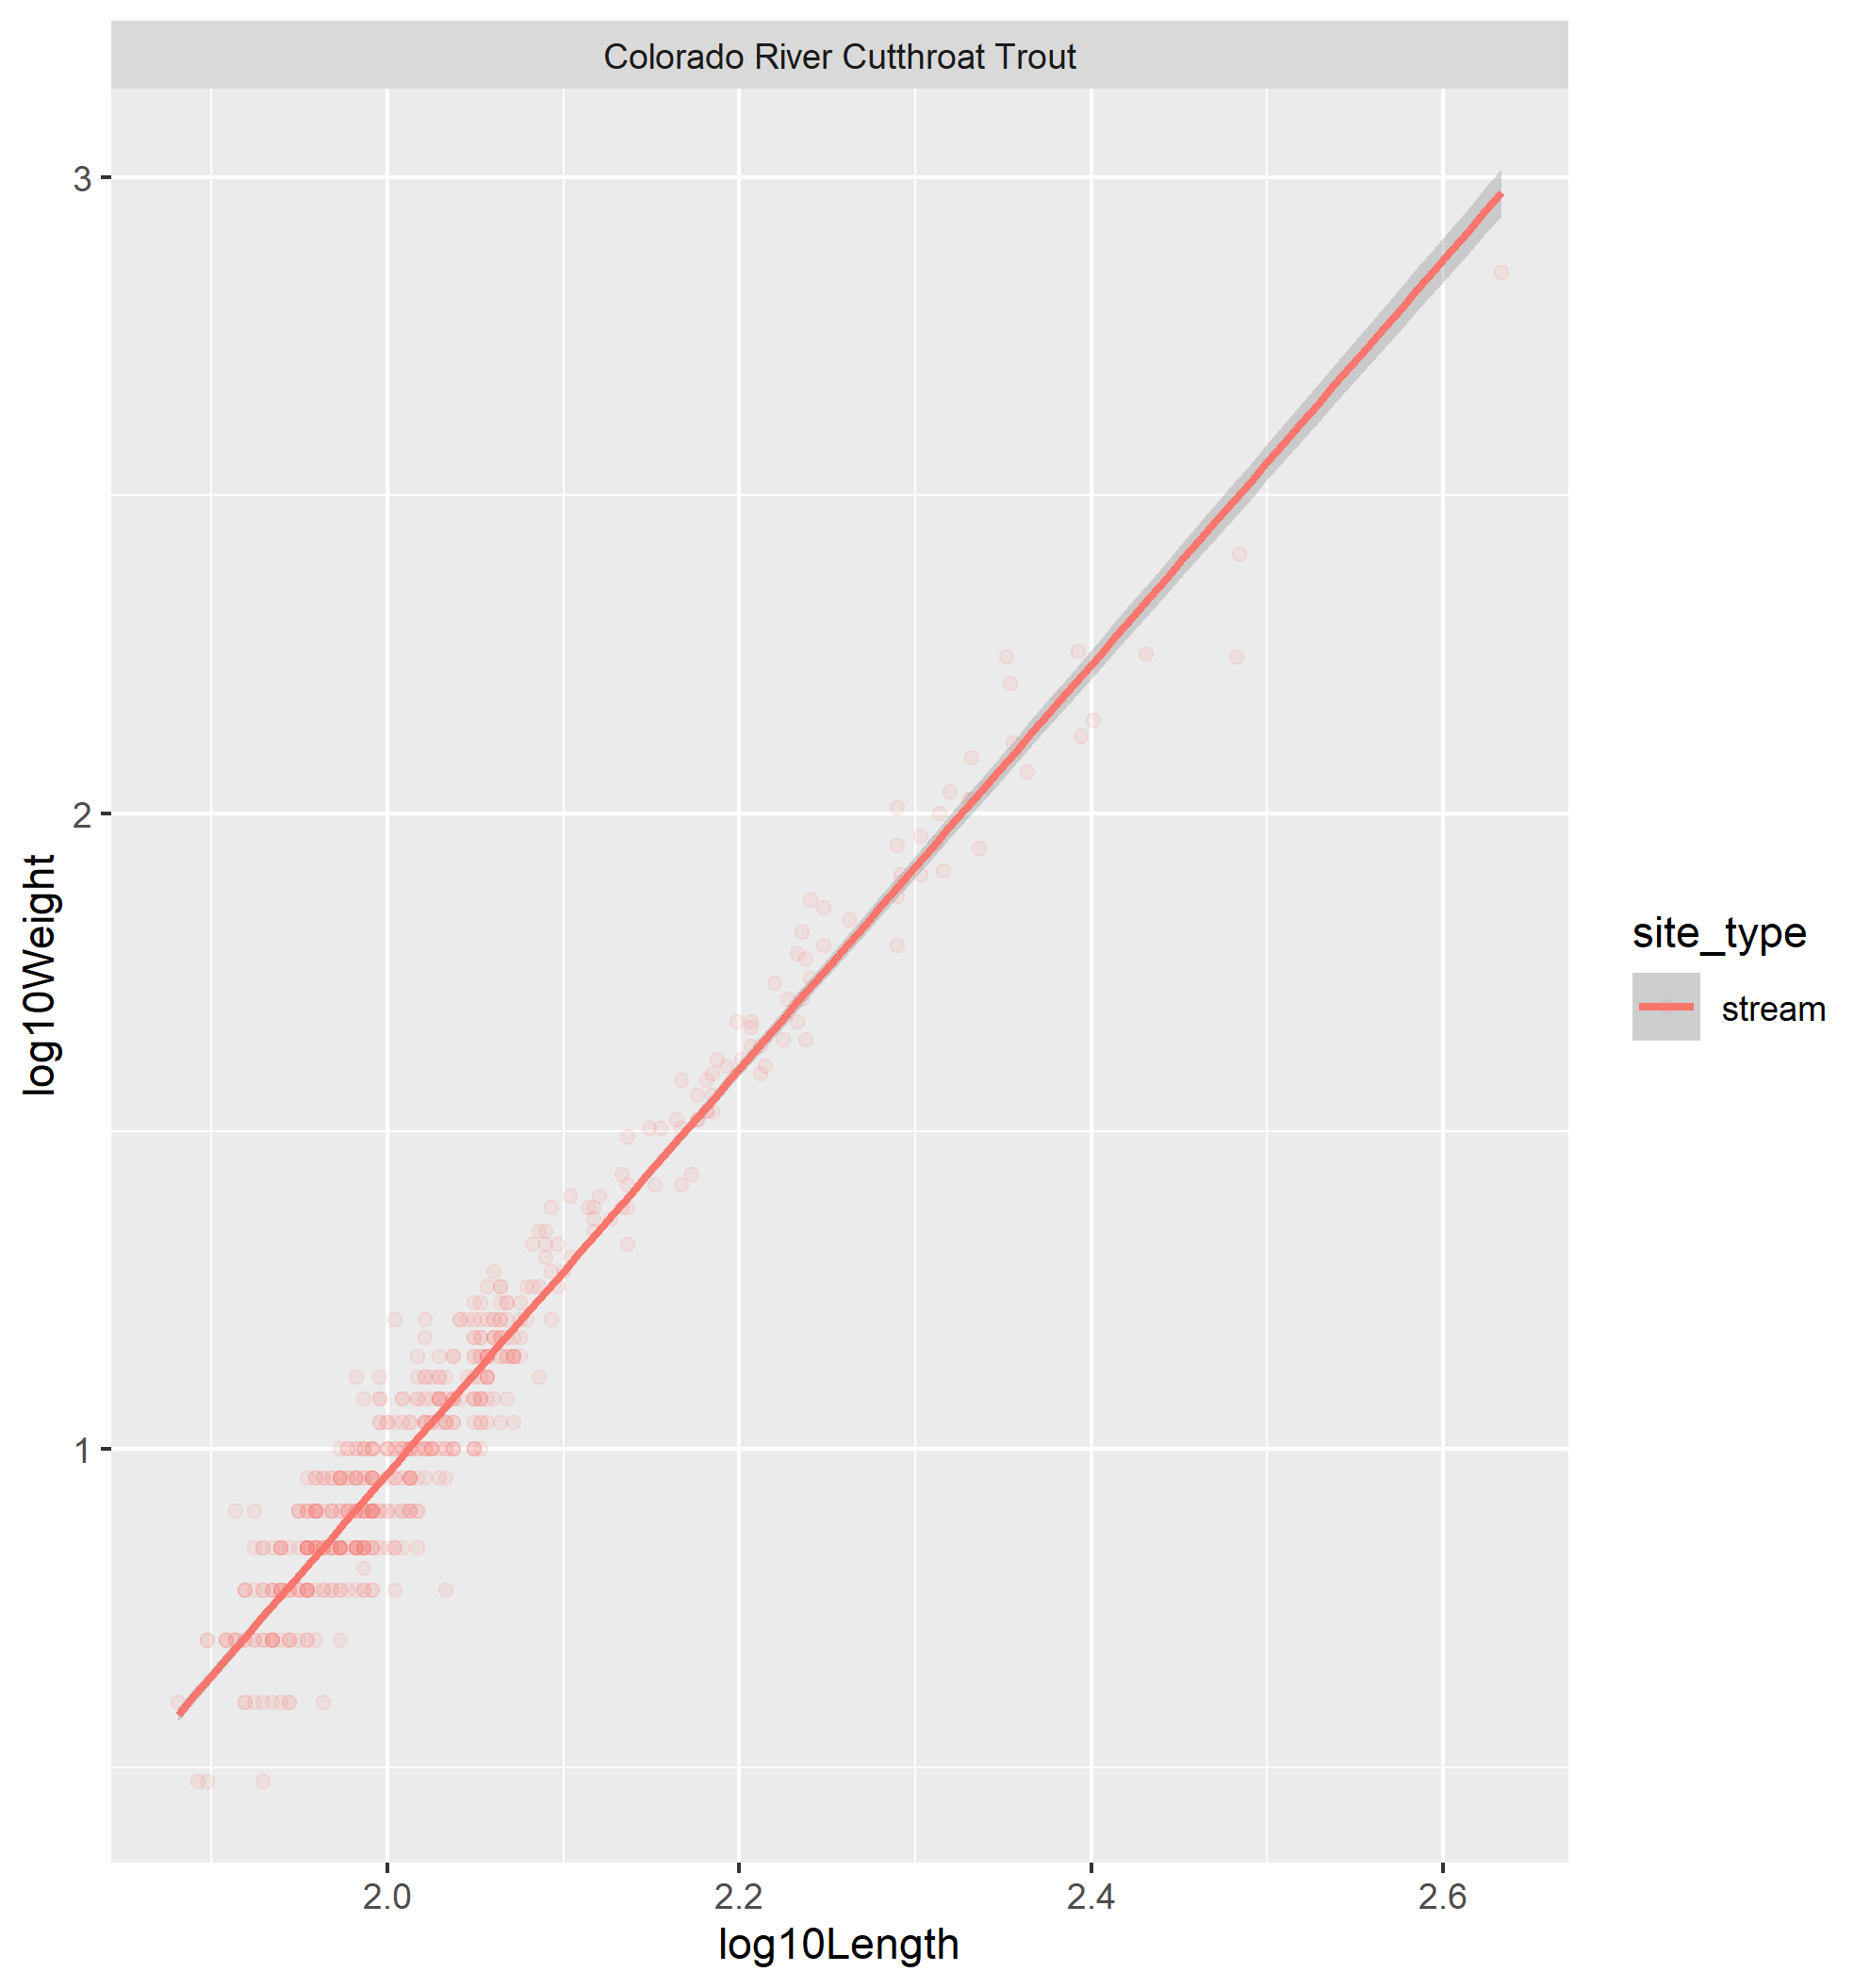 Colorado River Cutthroat Trout
3
2
1
log10Weight
2.0 2.2 2.4 2.6
log10Length
site_type
stream